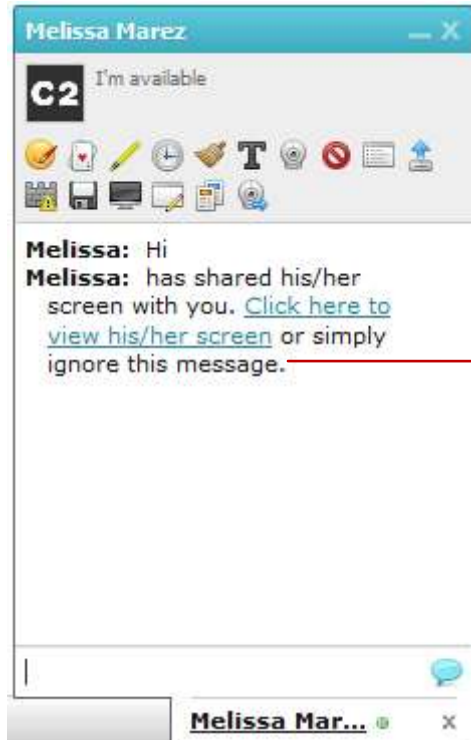 Melissa Marez
C2
I'm available
Melissa: Hi
Melissa: has shared his/her
screen with you. Click here to
view his/her screen or simply
ignore this message.
Melissa Mar...